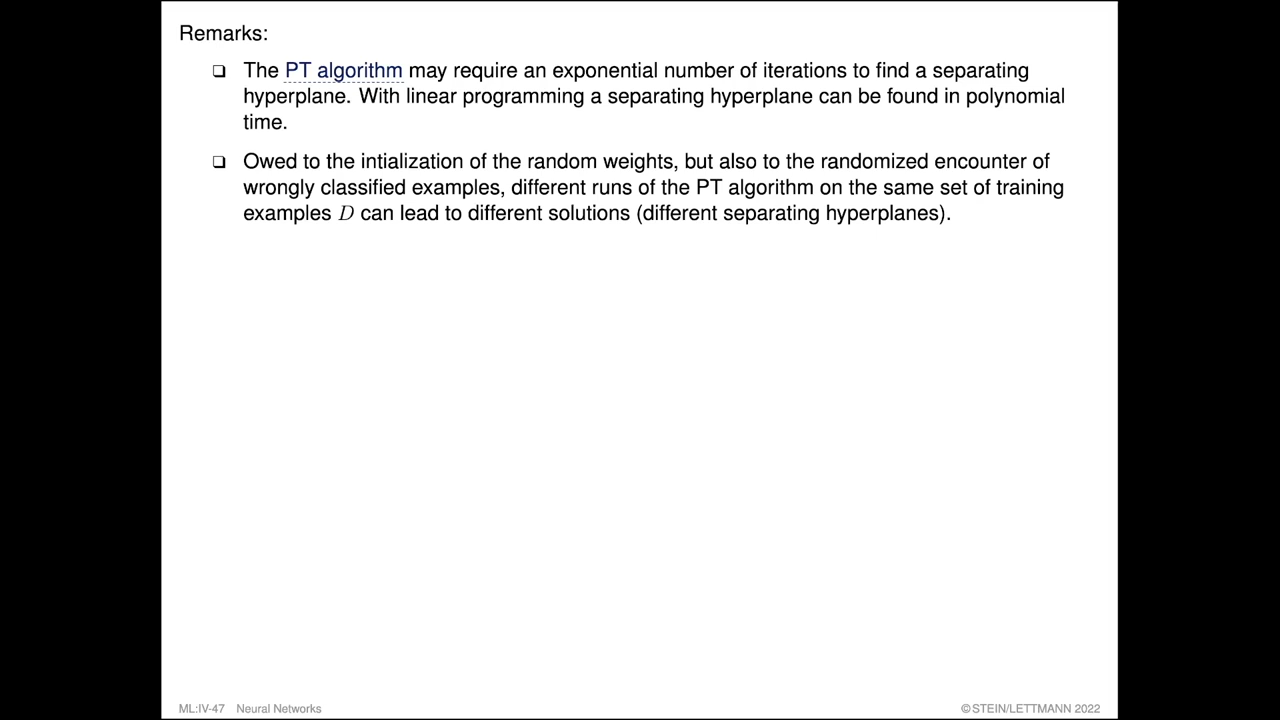 Remarks:
❑ The PT algorithm may require an exponential number of iterations to find a separating
hyperplane. With linear programming a separating hyperplane can be found in polynomial
time.
❑ Owed to the intialization of the random weights, but also to the randomized encounter of
wrongly classified examples, different runs of the PT algorithm on the same set of training
examples D can lead to different solutions (different separating hyperplanes).
ML:IV-47 Neural Networks
©STEIN/LETTMANN 2022